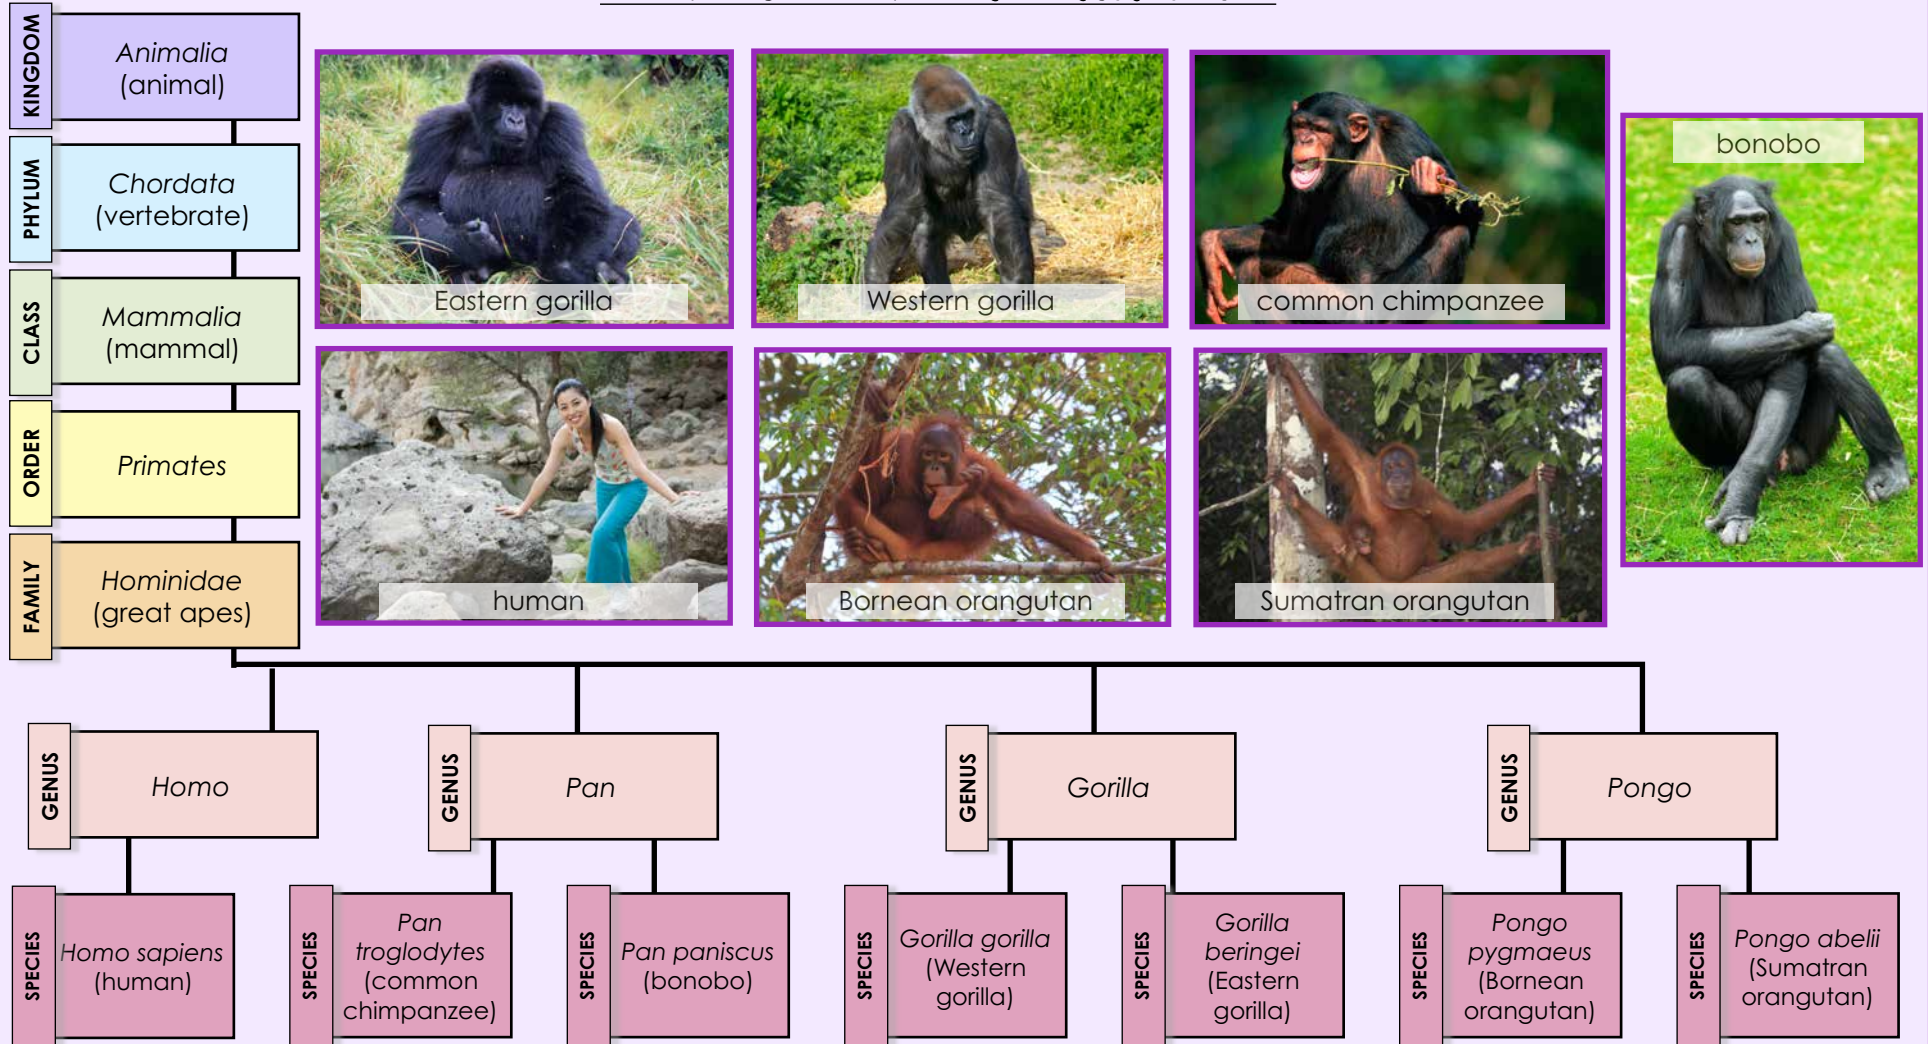 KINGDOM
Animalia
(animal)
PHYLUM
Chordata
(vertebrate)
CLASS
Mammalia
(mammal)
ORDER
Primates
FAMILY
Hominidae
(great apes)
Eastern gorilla
Western gorilla
common chimpanzee
bonobo
human
Bornean orangutan
Sumatran orangutan
GENUS
Homo
GENUS
Pan
GENUS
Gorilla
GENUS
Pongo
SPECIES
Homo sapiens
(human)
SPECIES
Pan
troglodytes
(common
chimpanzee)
SPECIES
Pan paniscus
(bonobo)
SPECIES
Gorilla gorilla
(Western
gorilla)
SPECIES
Gorilla
beringei
(Eastern
gorilla)
SPECIES
Pongo
pygmaeus
(Bornean
orangutan)
SPECIES
Pongo abelii
(Sumatran
orangutan)